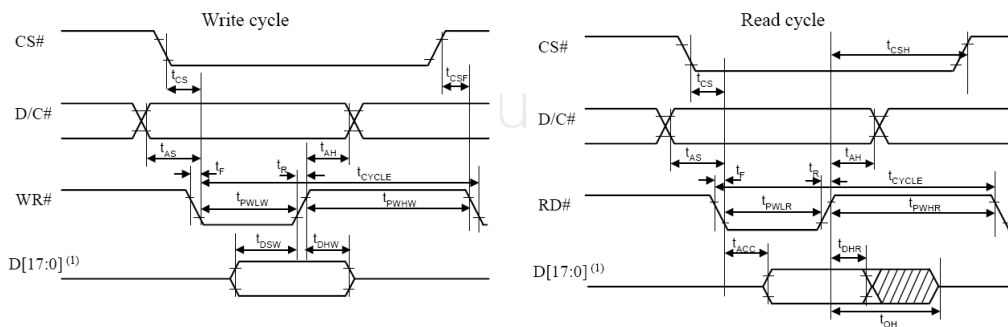 Write cycle
CS#
tCS
tCSF
D/C#
tAS
tAH
tF
tR
tCYCLE
WR#
tPWLW
tPWHW
tDSW
tDHW
D[17:0] (1)
Read cycle
CS#
tCSH
tCS
D/C#
tAS
tAH
tF
tR
tCYCLE
RD#
tPWLR
tPWHR
tACC
tDHR
D[17:0] (1)
tOH
u